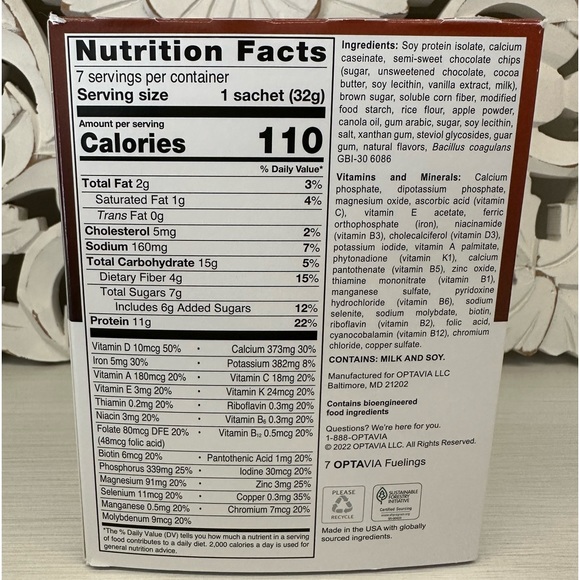 Nutrition Facts
7 servings per container
Serving size 1 sachet (32g)
Amount per serving
Calories 110
% Daily Value*
Total Fat 2g 3%
Saturated Fat 1g 4%
Trans Fat 0g
Cholesterol 5mg 2%
Sodium 160mg 7%
Total Carbohydrate 15g 5%
Dietary Fiber 4g 15%
Total Sugars 7g
Includes 6g Added Sugars 12%
Protein 11g 22%
Vitamin D 10mcg 50% • Calcium 373mg 30%
Iron 5mg 30% • Potassium 382mg 8%
Vitamin A 180mcg 20% • Vitamin C 18mg 20%
Vitamin E 3mg 20% • Vitamin K 24mcg 20%
Thiamin 0.2mg 20% • Riboflavin 0.3mg 20%
Niacin 3mg 20% • Vitamin B6 0.3mg 20%
Folate 80mcg DFE 20% • Vitamin B12 0.5mcg 20%
(48mcg folic acid)
Biotin 6mcg 20% • Pantothenic Acid 1mg 20%
Phosphorus 339mg 25% • Iodine 30mcg 20%
Magnesium 91mg 20% • Zinc 3mg 25%
Selenium 11mcg 20% • Copper 0.3mg 35%
Manganese 0.5mg 20% • Chromium 7mcg 20%
Molybdenum 9mcg 20%
*The % Daily Value (DV) tells you how much a nutrient in a serving
of food contributes to a daily diet. 2,000 calories a day is used for
general nutrition advice.
Ingredients: Soy protein isolate, calcium
caseinate, semi-sweet chocolate chips
(sugar, unsweetened chocolate, cocoa
butter, soy lecithin, vanilla extract, milk),
brown sugar, soluble corn fiber, modified
food starch, rice flour, apple powder,
canola oil, gum arabic, sugar, soy lecithin,
salt, xanthan gum, steviol glycosides, guar
gum, natural flavors, Bacillus coagulans
GBI-30 6086
Vitamins and Minerals: Calcium
phosphate, dipotassium phosphate,
magnesium oxide, ascorbic acid (vitamin
C), vitamin E acetate, ferric
orthophosphate (iron), niacinamide
(vitamin B3), cholecalciferol (vitamin D3),
potassium iodide, vitamin A palmitate,
phytonadione (vitamin K1), calcium
pantothenate (vitamin B5), zinc oxide,
thiamine mononitrate (vitamin B1),
manganese sulfate, pyridoxine
hydrochloride (vitamin B6), sodium
selenite, sodium molybdate, biotin,
riboflavin (vitamin B2), folic acid,
cyanocobalamin (vitamin B12), chromium
chloride, copper sulfate.
CONTAINS: MILK AND SOY.
Manufactured for OPTAVIA LLC
Baltimore, MD 21202
Contains bioengineered
food ingredients
Questions? We're here for you.
1-888-OPTAVIA
© 2022 OPTAVIA LLC. All Rights Reserved.
7 OPTAVIA Fuelings
PLEASE
RECYCLE
SUSTAINABLE
FORESTRY
INITIATIVE
Certified Sourcing
Made in the USA with globally
sourced ingredients.